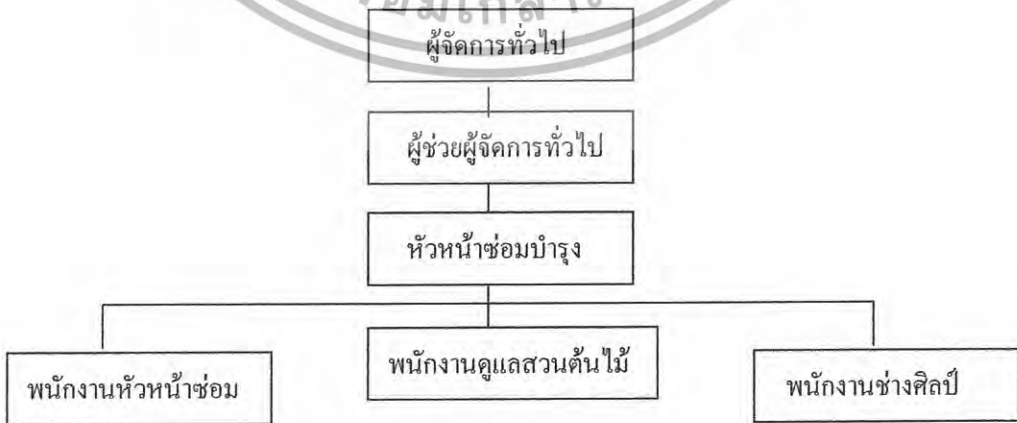 ผู้จัดการทั่วไป
ผู้ช่วยผู้จัดการทั่วไป
หัวหน้าซ่อมบำรุง
พนักงานหัวหน้าซ่อม
พนักงานดูแลสวนต้นไม้
พนักงานช่างศิลป์